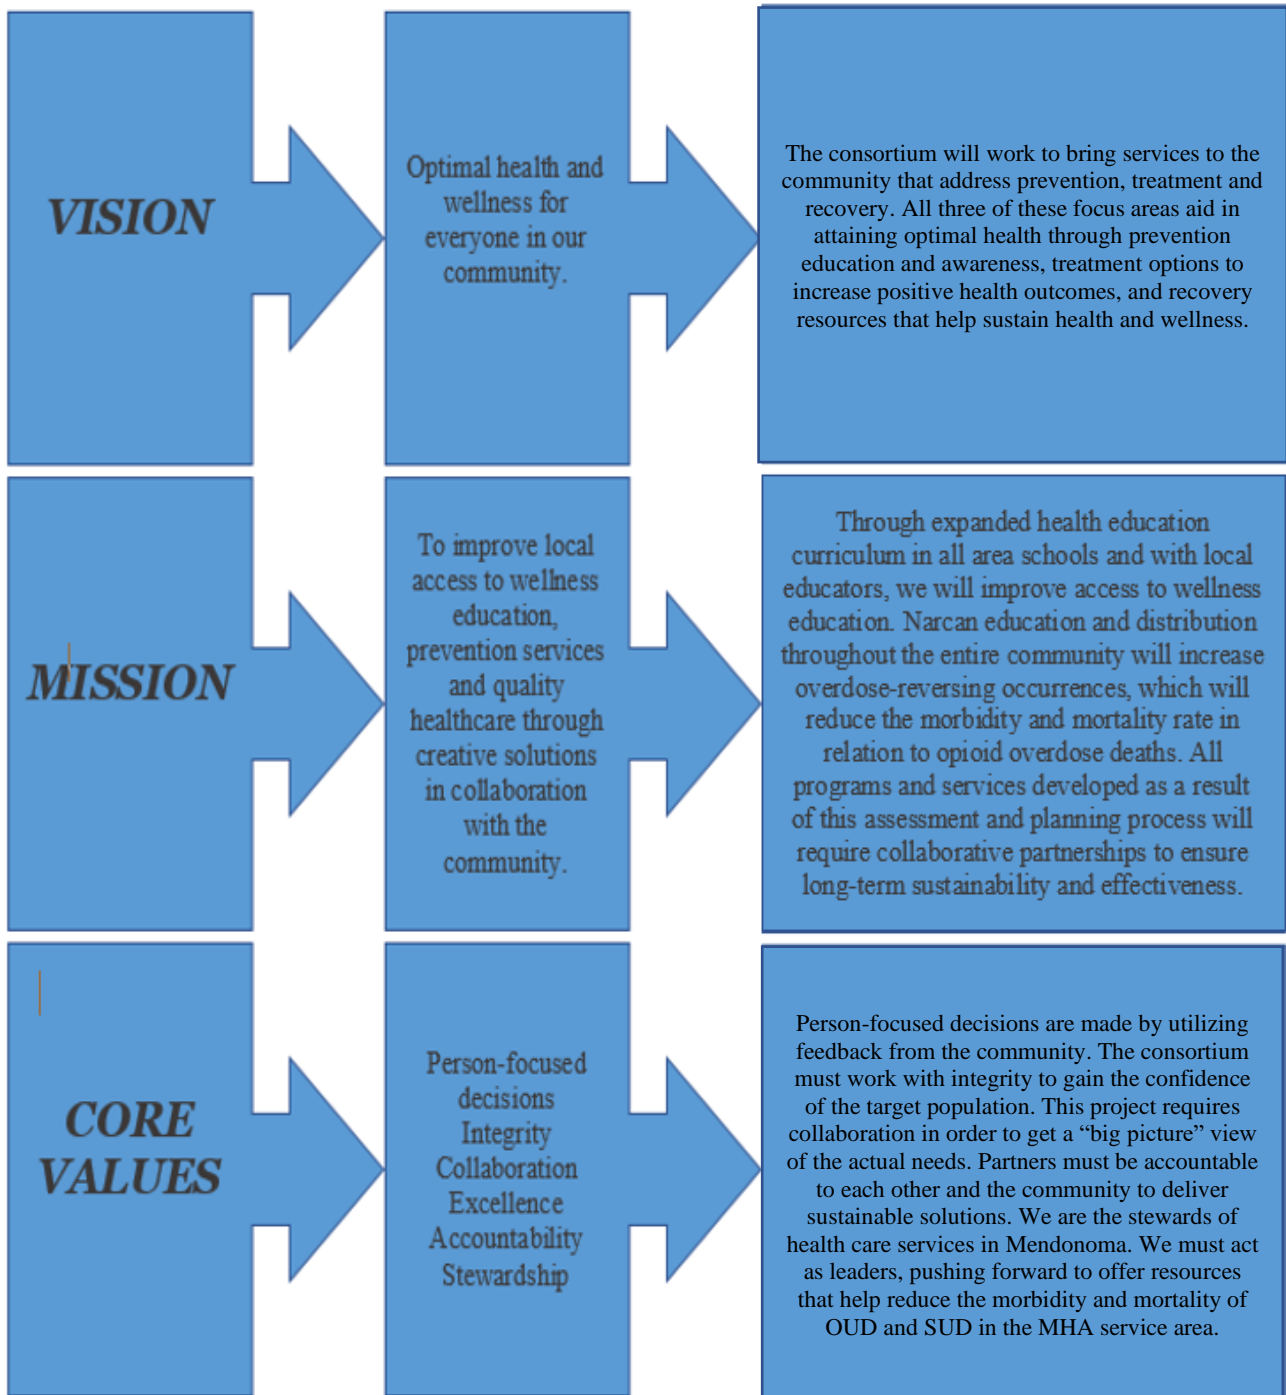 VISION
Optimal health and
wellness for
everyone in our
community.
The consortium will work to bring services to the
community that address prevention, treatment and
recovery. All three of these focus areas aid in
attaining optimal health through prevention
education and awareness, treatment options to
increase positive health outcomes, and recovery
resources that help sustain health and wellness.
MISSION
To improve local
access to wellness
education,
prevention services
and quality
healthcare through
creative solutions
in collaboration
with the
community.
Through expanded health education
curriculum in all area schools and with local
educators, we will improve access to wellness
education. Narcan education and distribution
throughout the entire community will increase
overdose-reversing occurrences, which will
reduce the morbidity and mortality rate in
relation to opioid overdose deaths. All
programs and services developed as a result
of this assessment and planning process will
require collaborative partnerships to ensure
long-term sustainability and effectiveness.
CORE
VALUES
Person-focused
decisions
Integrity
Collaboration
Excellence
Accountability
Stewardship
Person-focused decisions are made by utilizing
feedback from the community. The consortium
must work with integrity to gain the confidence
of the target population. This project requires
collaboration in order to get a “big picture” view
of the actual needs. Partners must be accountable
to each other and the community to deliver
sustainable solutions. We are the stewards of
health care services in Mendonoma. We must act
as leaders, pushing forward to offer resources
that help reduce the morbidity and mortality of
OUD and SUD in the MHA service area.